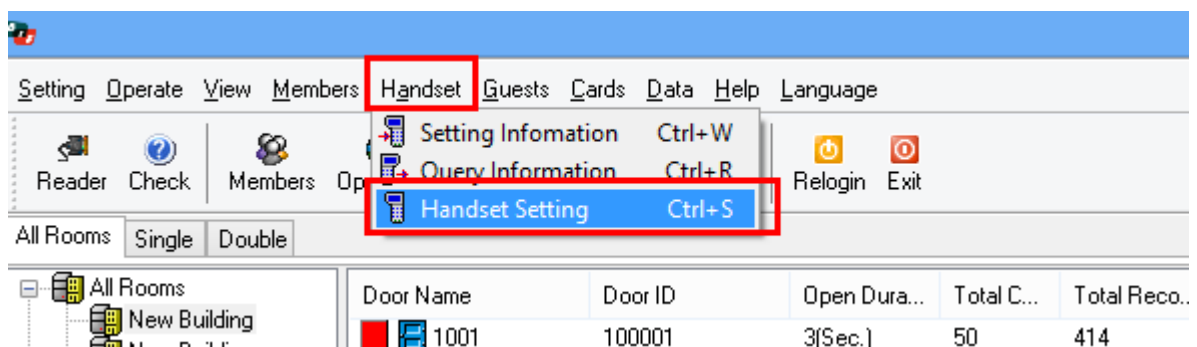 Setting Operate View Members Handset Guests Cards Data Help Language
Setting Infomation Ctrl+W
Query Information Ctrl+R
Handset Setting Ctrl+S
Reader Check Members Relogin Exit
All Rooms Single Double
All Rooms
New Building
Door Name Door ID Open Dura... Total C... Total Reco...
1001 100001 3(Sec.) 50 414